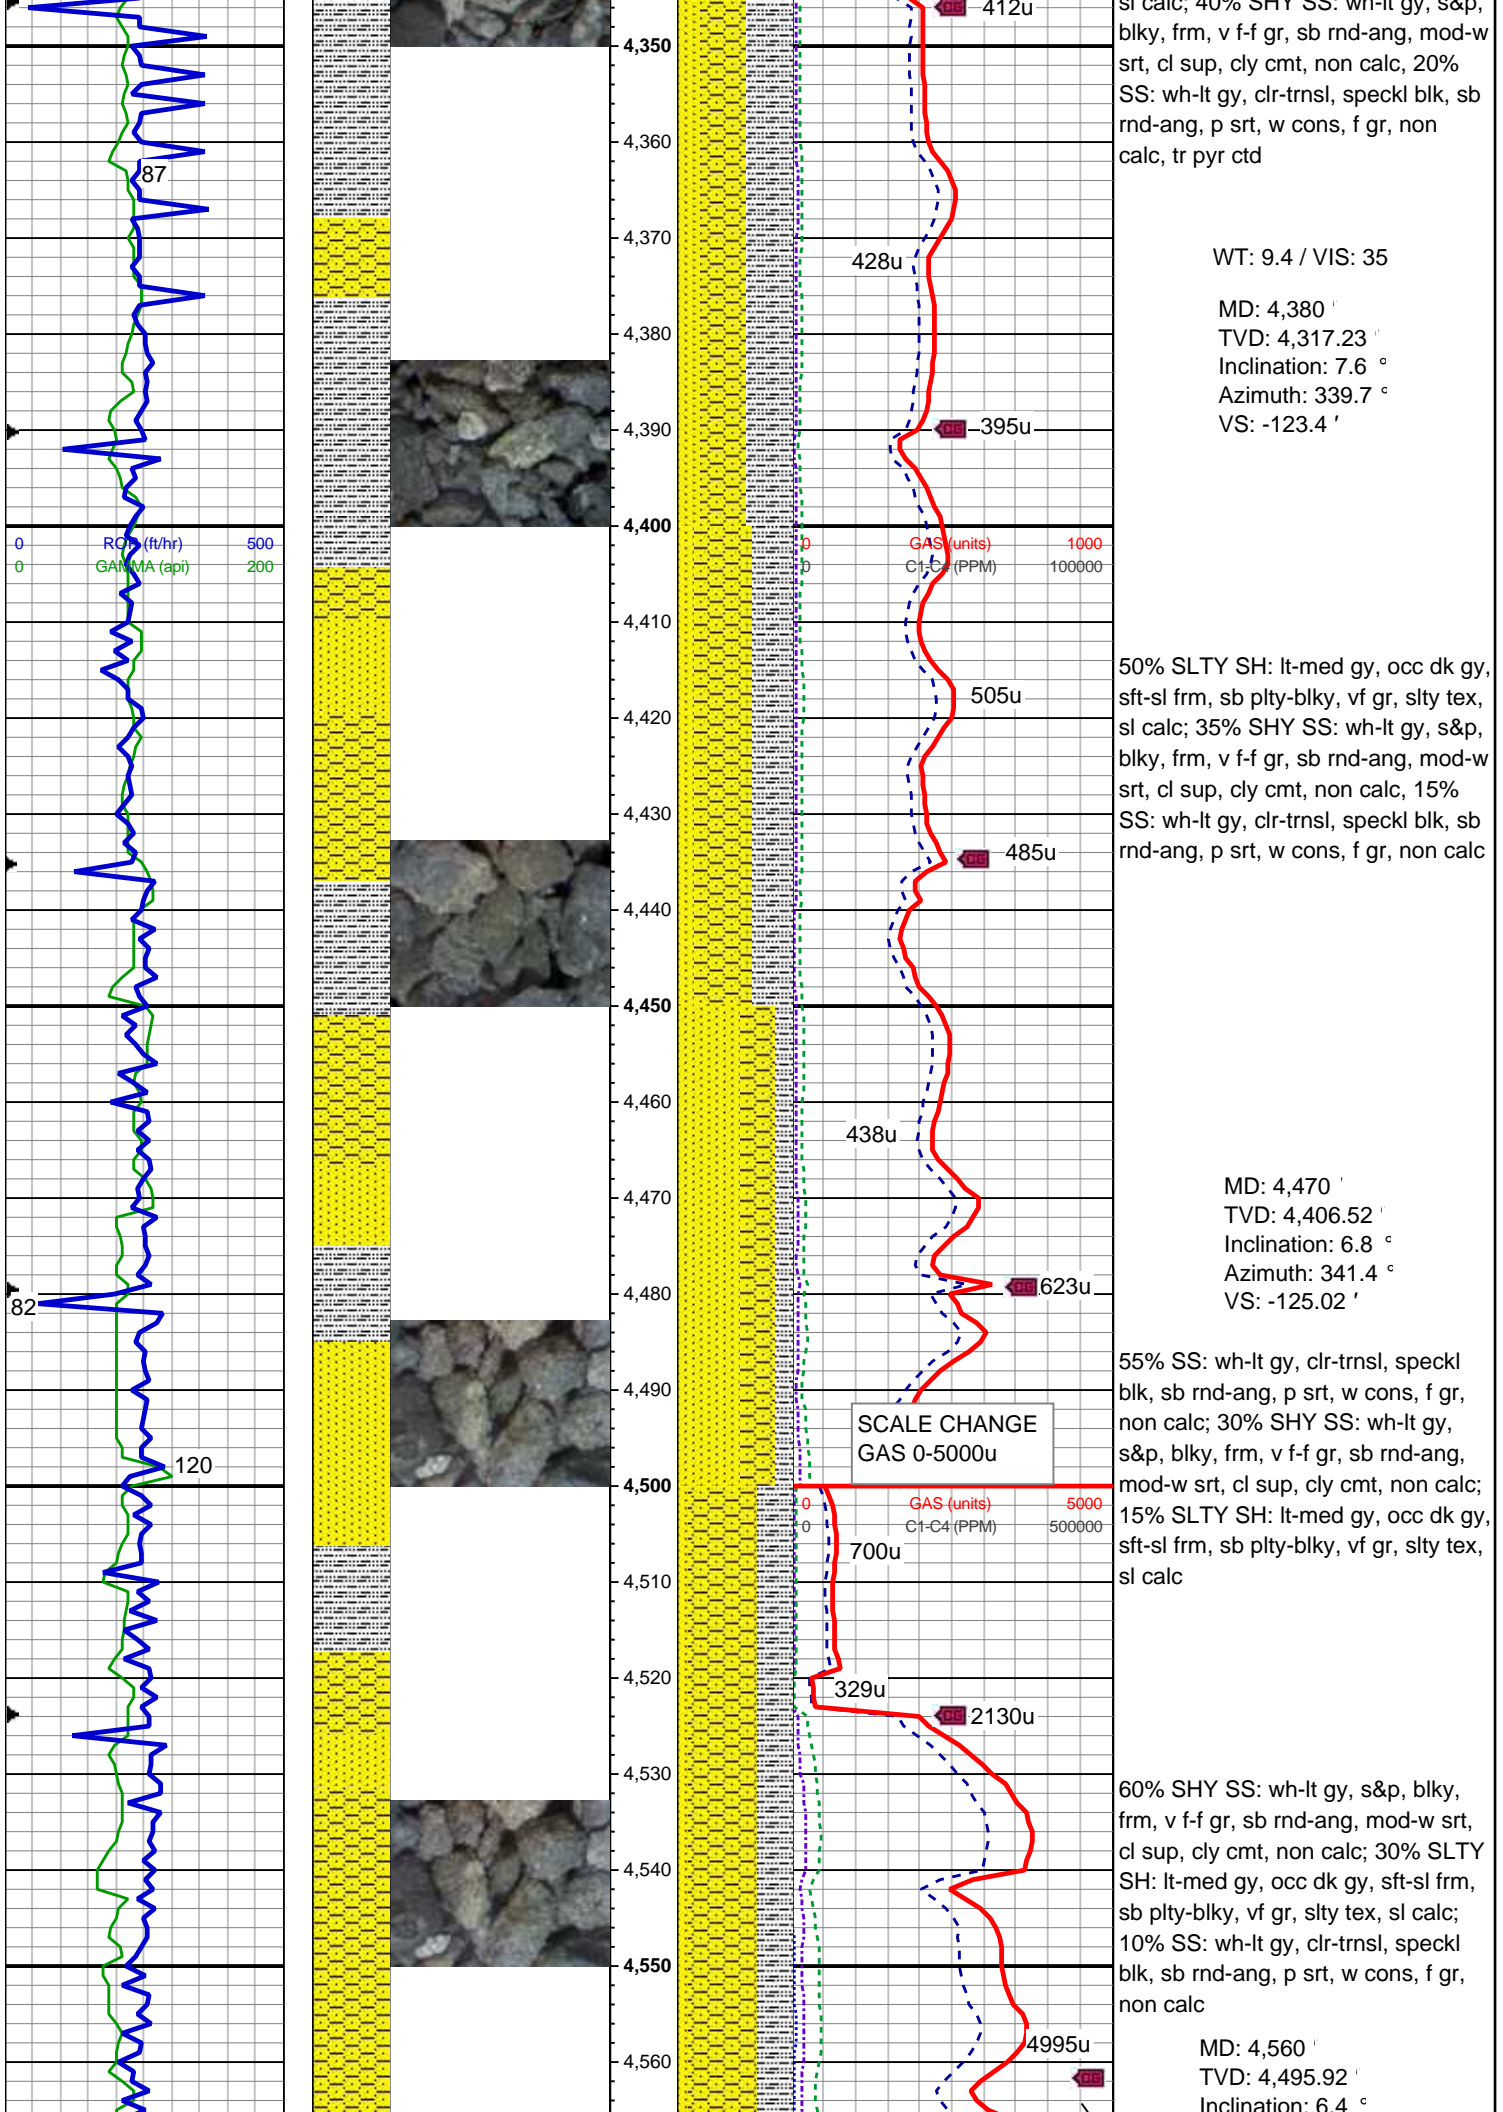 412u
sl calc; 40% SHY SS: wh-lt gy, s&p,
blky, frm, v f-f gr, sb rnd-ang, mod-w
srt, cl sup, cly cmt, non calc, 20%
SS: wh-lt gy, clr-trnsl, speckl blk, sb
rnd-ang, p srt, w cons, f gr, non
calc, tr pyr ctd
4,350
4,360
87
4,370
428u
WT: 9.4 / VIS: 35
MD: 4,380 '
TVD: 4,317.23 '
Inclination: 7.6 °
Azimuth: 339.7 °
VS: -123.4 '
4,380
4,390
CG 395u
4,400
0 ROP (ft/hr) 500
0 GAMMA (api) 200
0 GAS (units) 1000
0 C1-C4 (PPM) 100000
4,410
50% SLTY SH: lt-med gy, occ dk gy,
sft-sl frm, sb plty-blky, vf gr, slty tex,
sl calc; 35% SHY SS: wh-lt gy, s&p,
blky, frm, v f-f gr, sb rnd-ang, mod-w
srt, cl sup, cly cmt, non calc, 15%
SS: wh-lt gy, clr-trnsl, speckl blk, sb
rnd-ang, p srt, w cons, f gr, non calc
505u
4,420
4,430
CG 485u
4,440
4,450
4,460
438u
4,470
MD: 4,470 '
TVD: 4,406.52 '
Inclination: 6.8 °
Azimuth: 341.4 °
VS: -125.02 '
4,480
CG 623u
82
4,490
55% SS: wh-lt gy, clr-trnsl, speckl
blk, sb rnd-ang, p srt, w cons, f gr,
non calc; 30% SHY SS: wh-lt gy,
s&p, blky, frm, v f-f gr, sb rnd-ang,
mod-w srt, cl sup, cly cmt, non calc;
15% SLTY SH: lt-med gy, occ dk gy,
sft-sl frm, sb plty-blky, vf gr, slty tex,
sl calc
SCALE CHANGE
GAS 0-5000u
120
4,500
0 GAS (units) 5000
0 C1-C4 (PPM) 500000
700u
4,510
4,520
329u
CG 2130u
4,530
60% SHY SS: wh-lt gy, s&p, blky,
frm, v f-f gr, sb rnd-ang, mod-w srt,
cl sup, cly cmt, non calc; 30% SLTY
SH: lt-med gy, occ dk gy, sft-sl frm,
sb plty-blky, vf gr, slty tex, sl calc;
10% SS: wh-lt gy, clr-trnsl, speckl
blk, sb rnd-ang, p srt, w cons, f gr,
non calc
4,540
4,550
4995u
4,560
CG
MD: 4,560 '
TVD: 4,495.92 '
Inclination: 6.4 °